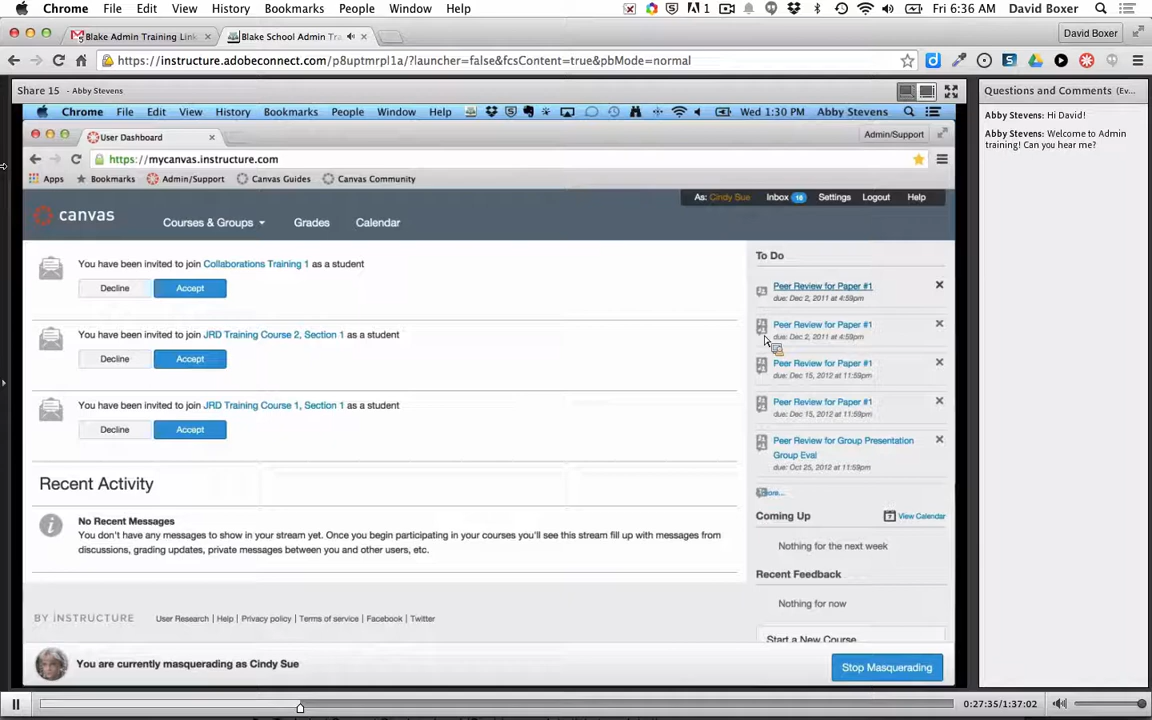 Chrome File Edit View History Bookmarks People Window Help 1 Fri 6:36 AM David Boxer
Blake Admin Training Link × Blake School Admin Tra × David Boxer
https://instructure.adobeconnect.com/p8uptmrpl1a/?launcher=false&fcsContent=true&pbMode=normal
Share 15 - Abby Stevens
Questions and Comments (Ev...
Chrome File Edit View History Bookmarks People Window Help Wed 1:30 PM Abby Stevens
Abby Stevens: Hi David!
Abby Stevens: Welcome to Admin
training! Can you hear me?
User Dashboard × Admin/Support
https://mycanvas.instructure.com
Apps Bookmarks Admin/Support Canvas Guides Canvas Community
As: Cindy Sue Inbox 16 Settings Logout Help
canvas Courses & Groups Grades Calendar
You have been invited to join Collaborations Training 1 as a student
Decline Accept
You have been invited to join JRD Training Course 2, Section 1 as a student
Decline Accept
You have been invited to join JRD Training Course 1, Section 1 as a student
Decline Accept
Recent Activity
No Recent Messages
You don't have any messages to show in your stream yet. Once you begin participating in your courses you'll see this stream fill up with messages from
discussions, grading updates, private messages between you and other users, etc.
To Do
Peer Review for Paper #1
due: Dec 2, 2011 at 4:59pm
Peer Review for Paper #1
due: Dec 2, 2011 at 4:59pm
Peer Review for Paper #1
due: Dec 15, 2012 at 11:59pm
Peer Review for Paper #1
due: Dec 15, 2012 at 11:59pm
Peer Review for Group Presentation
Group Eval
due: Oct 25, 2012 at 11:59pm
more...
Coming Up 7 View Calendar
Nothing for the next week
Recent Feedback
Nothing for now
Start a New Course
BY INSTRUCTURE User Research | Help | Privacy policy | Terms of service | Facebook | Twitter
You are currently masquerading as Cindy Sue Stop Masquerading
0:27:35/1:37:02